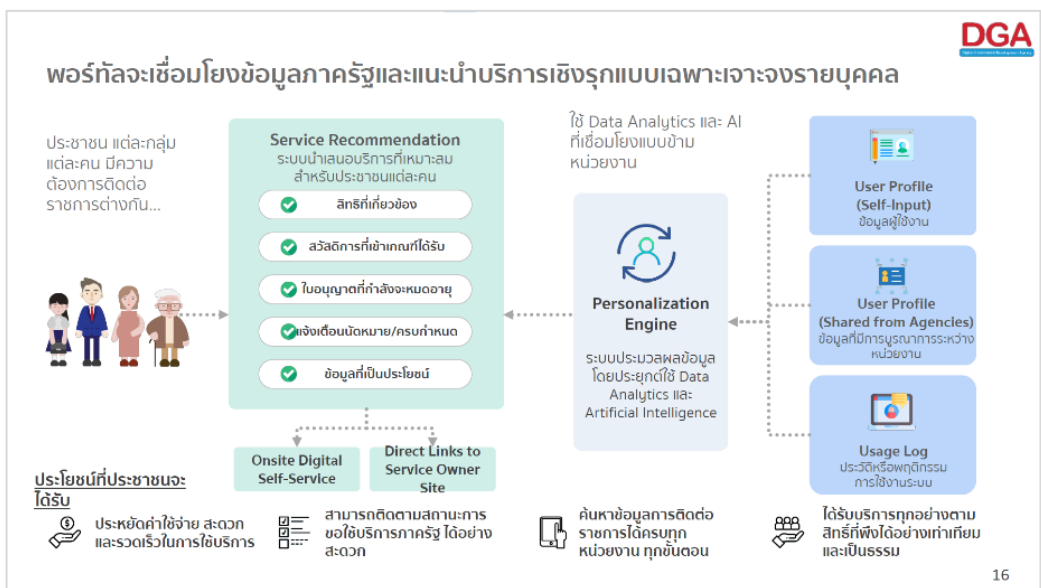 DGA
พอร์ทัลจะเชื่อมโยงข้อมูลภาครัฐและแนะนำบริการเชิงรุกแบบเฉพาะเจาะจงรายบุคคล
ประชาชน แต่ละกลุ่ม
แต่ละคน มีความ
ต้องการติดต่อ
ราชการต่างกัน...
Service Recommendation
ระบบนำเสนอบริการที่เหมาะสม
สำหรับประชาชนแต่ละคน
สิทธิที่เกี่ยวข้อง
สวัสดิการที่เข้าเกณฑ์ได้รับ
ใบอนุญาตที่กำลังจะหมดอายุ
แจ้งเตือนนัดหมาย/ครบกำหนด
ข้อมูลที่เป็นประโยชน์
Onsite Digital
Self-Service
Direct Links to
Service Owner
Site
ใช้ Data Analytics และ AI
ที่เชื่อมโยงแบบข้าม
หน่วยงาน
Personalization
Engine
ระบบประมวลผลข้อมูล
โดยประยุกต์ใช้ Data
Analytics และ
Artificial Intelligence
User Profile
(Self-Input)
ข้อมูลผู้ใช้งาน
User Profile
(Shared from Agencies)
ข้อมูลที่มีการบูรณาการระหว่าง
หน่วยงาน
Usage Log
ประวัติหรือพฤติกรรม
การใช้งานระบบ
ประโยชน์ที่ประชาชนจะ
ได้รับ
ประหยัดค่าใช้จ่าย สะดวก
และรวดเร็วในการใช้บริการ
สามารถติดตามสถานะการ
ขอใช้บริการภาครัฐ ได้อย่าง
สะดวก
ค้นหาข้อมูลการติดต่อ
ราชการได้ครบทุก
หน่วยงาน ทุกขั้นตอน
ได้รับบริการทุกอย่างตาม
สิทธิ์ที่พึงได้อย่างเท่าเทียม
และเป็นธรรม
16